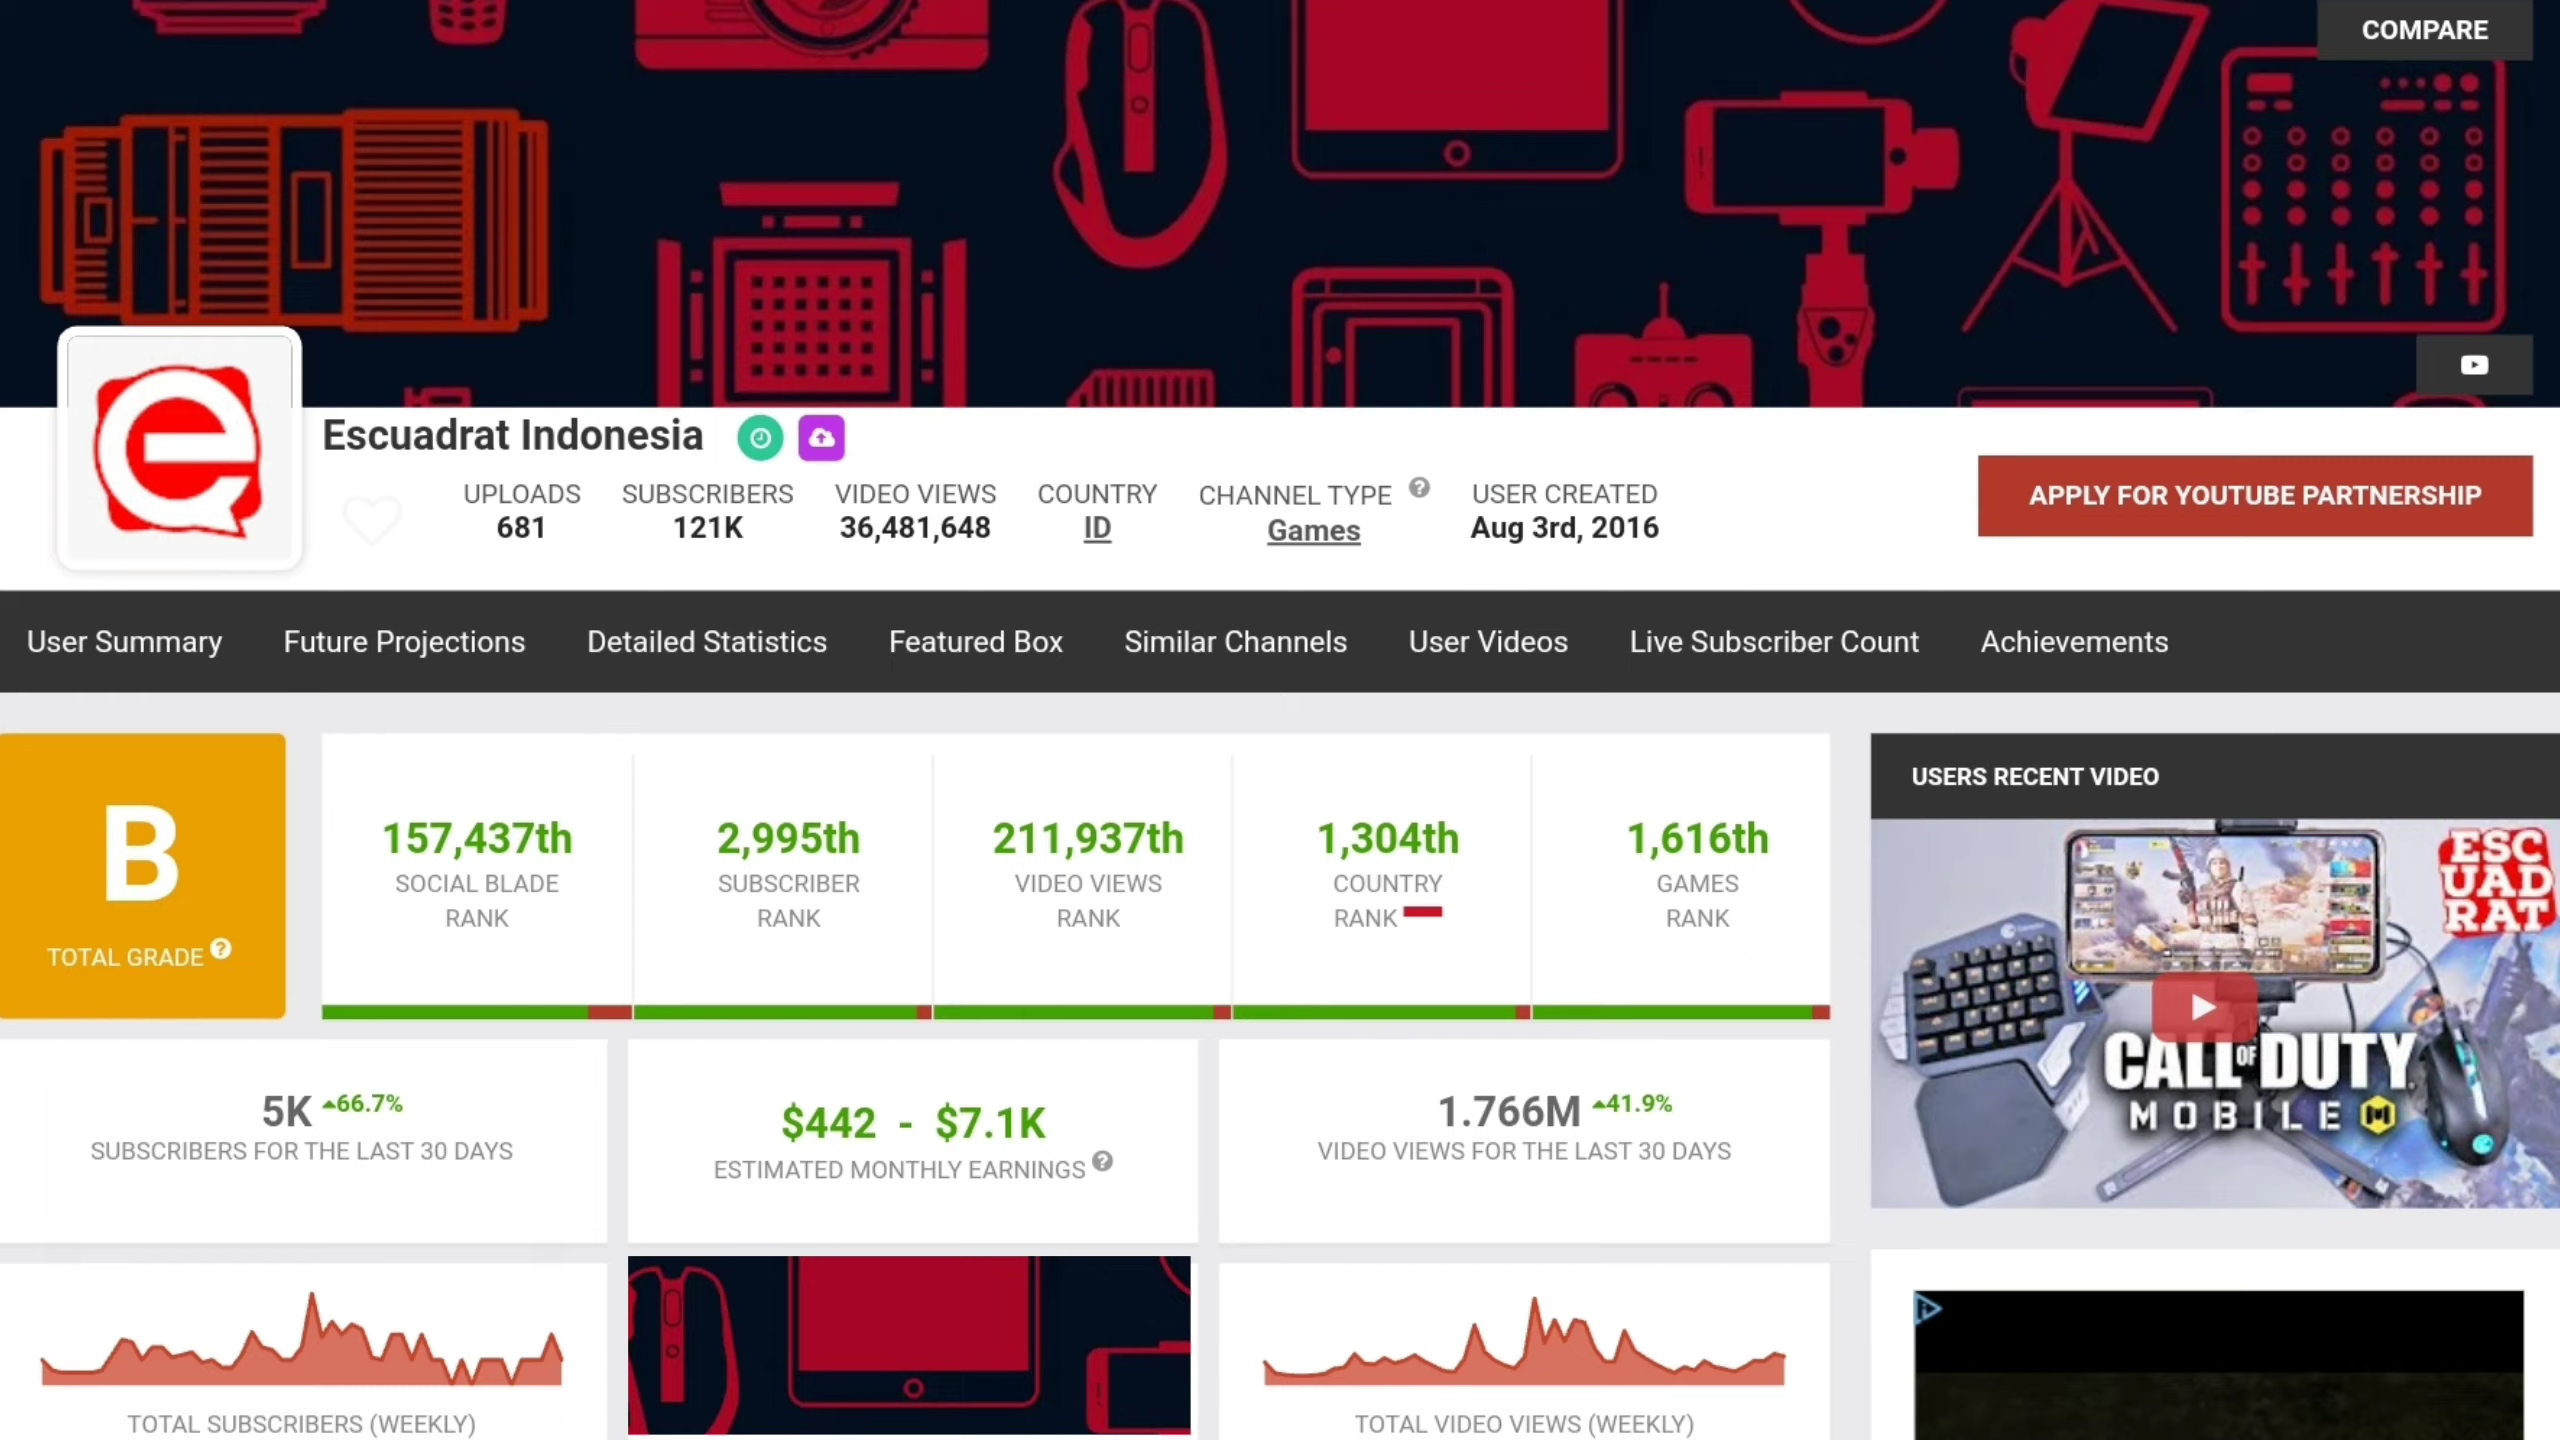 COMPARE
Escuadrat Indonesia
UPLOADS
681
SUBSCRIBERS
121K
VIDEO VIEWS
36,481,648
COUNTRY
ID
CHANNEL TYPE
Games
USER CREATED
Aug 3rd, 2016
APPLY FOR YOUTUBE PARTNERSHIP
User Summary
Future Projections
Detailed Statistics
Featured Box
Similar Channels
User Videos
Live Subscriber Count
Achievements
B
TOTAL GRADE
157,437th
SOCIAL BLADE
RANK
2,995th
SUBSCRIBER
RANK
211,937th
VIDEO VIEWS
RANK
1,304th
COUNTRY
RANK
1,616th
GAMES
RANK
USERS RECENT VIDEO
ESC
UAD
RAT
CALL OF DUTY
MOBILE
5K 66.7%
SUBSCRIBERS FOR THE LAST 30 DAYS
$442 - $7.1K
ESTIMATED MONTHLY EARNINGS
1.766M 41.9%
VIDEO VIEWS FOR THE LAST 30 DAYS
TOTAL SUBSCRIBERS (WEEKLY)
TOTAL VIDEO VIEWS (WEEKLY)